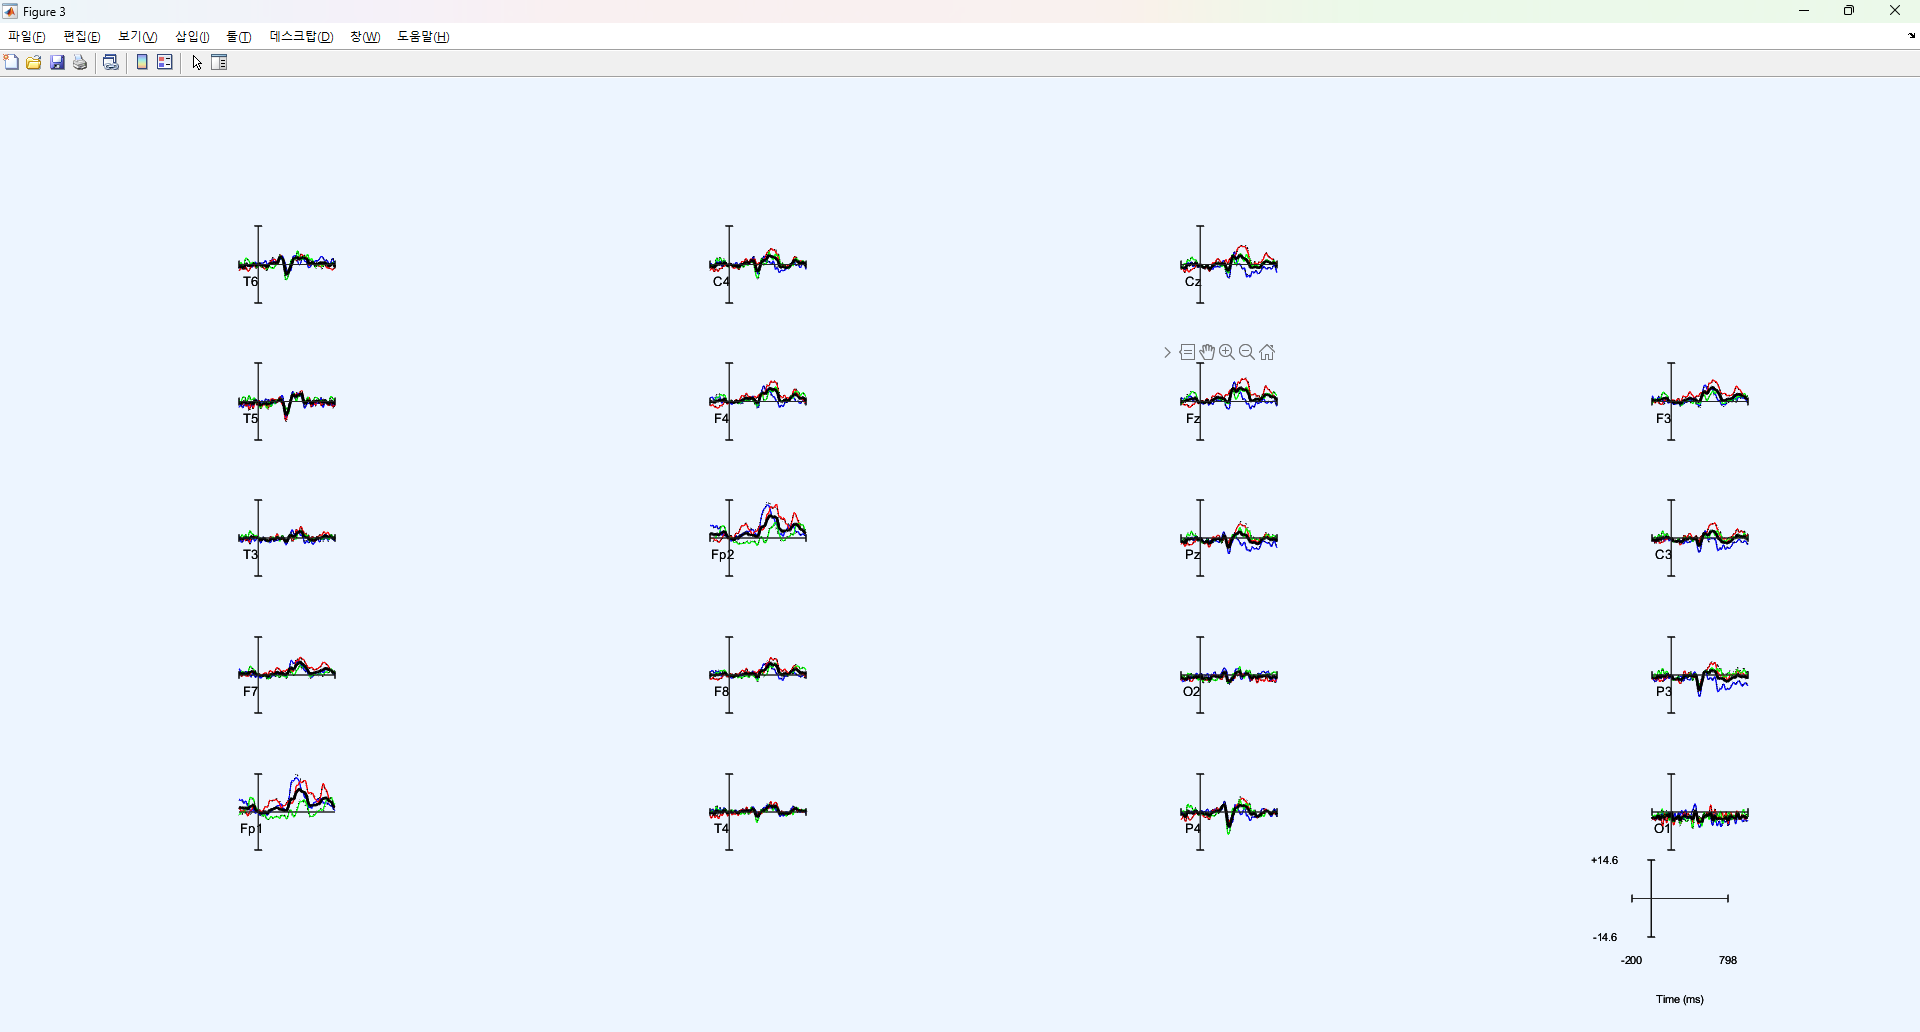 Figure 3
파일(F) 편집(E) 보기(V) 삽입(I) 툴(T) 데스크탑(D) 창(W) 도움말(H)
T6 C4 Cz
T5 F4 Fz F3
T3 Fp2 Pz C3
F7 F8 O2 P3
Fp1 T4 P4 O1
+14.6
-14.6
-200 798
Time (ms)